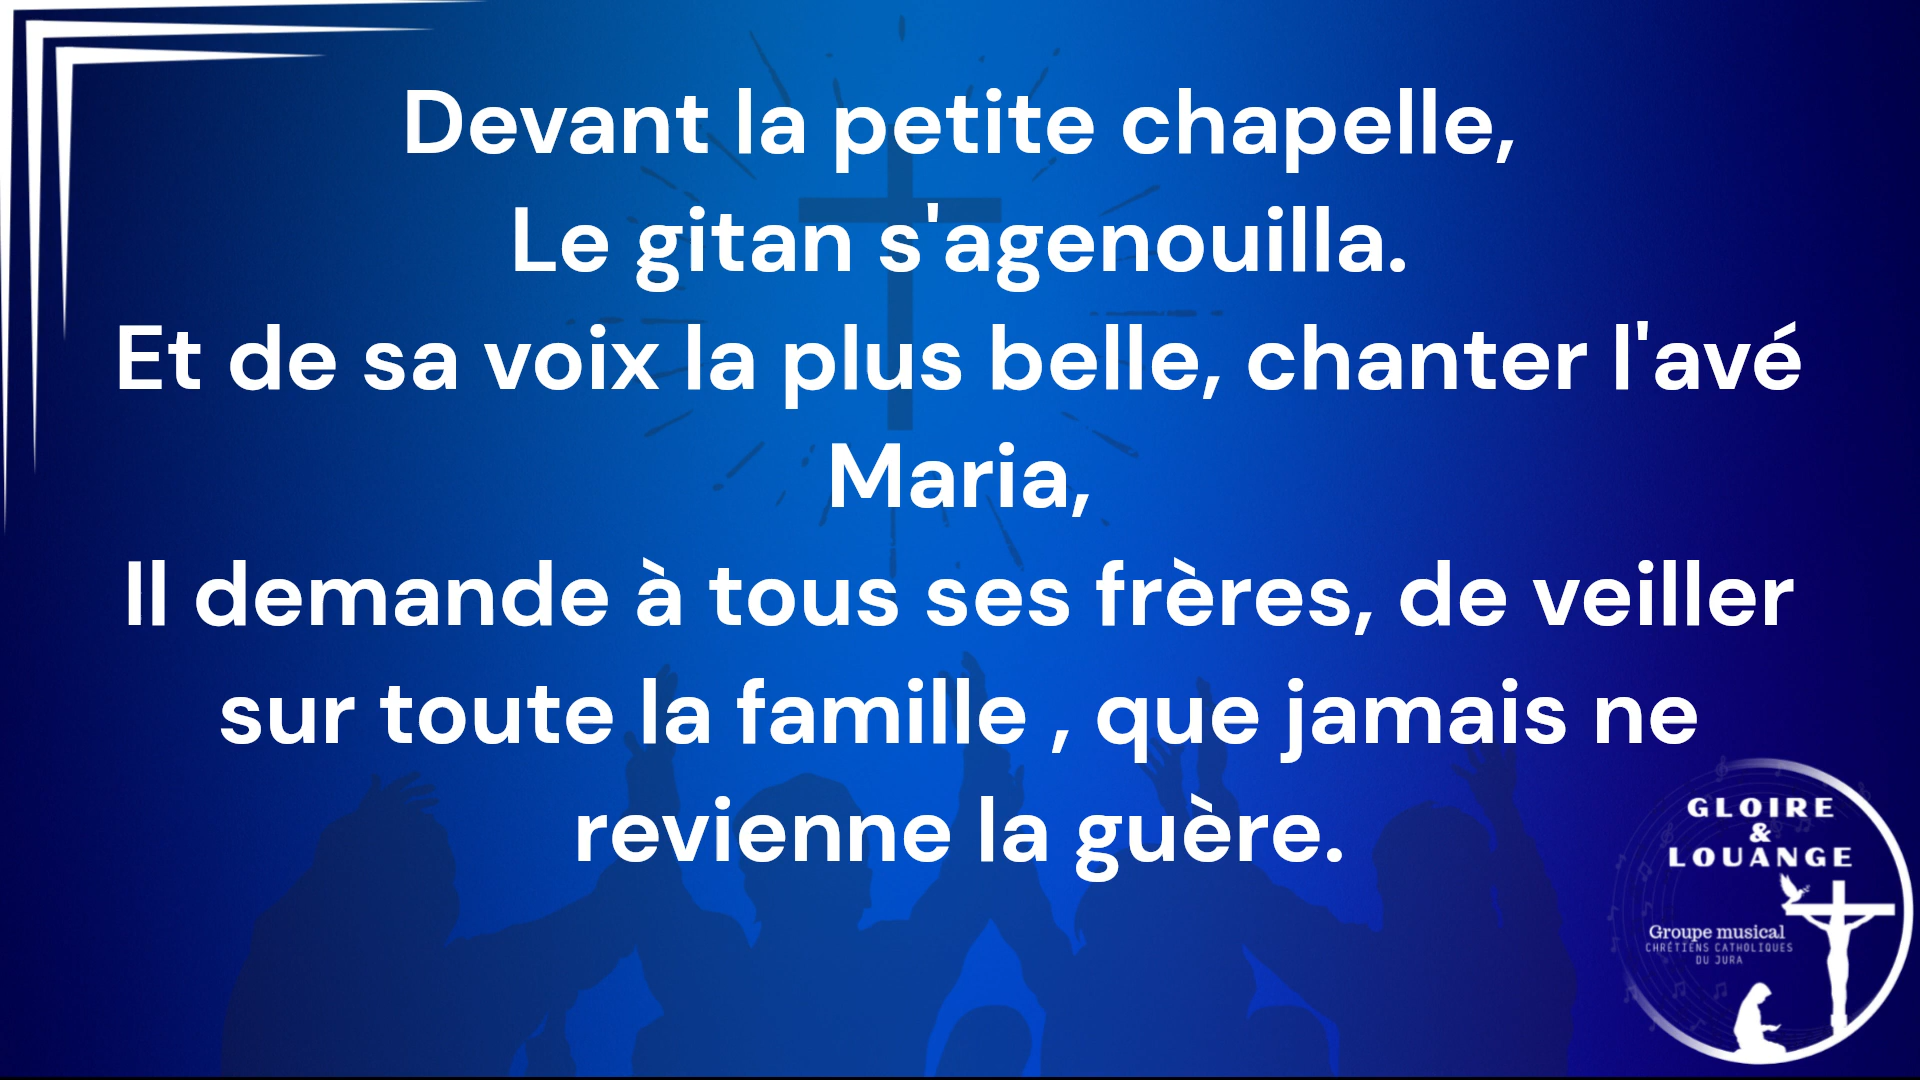 Devant la petite chapelle,
Le gitan s'agenouilla.
Et de sa voix la plus belle, chanter l'avé
Maria,
Il demande à tous ses frères, de veiller
sur toute la famille , que jamais ne
revienne la guère.
GLOIRE
&
LOUANGE
Groupe musical
CHRÉTIENS CATHOLIQUES
DU JURA